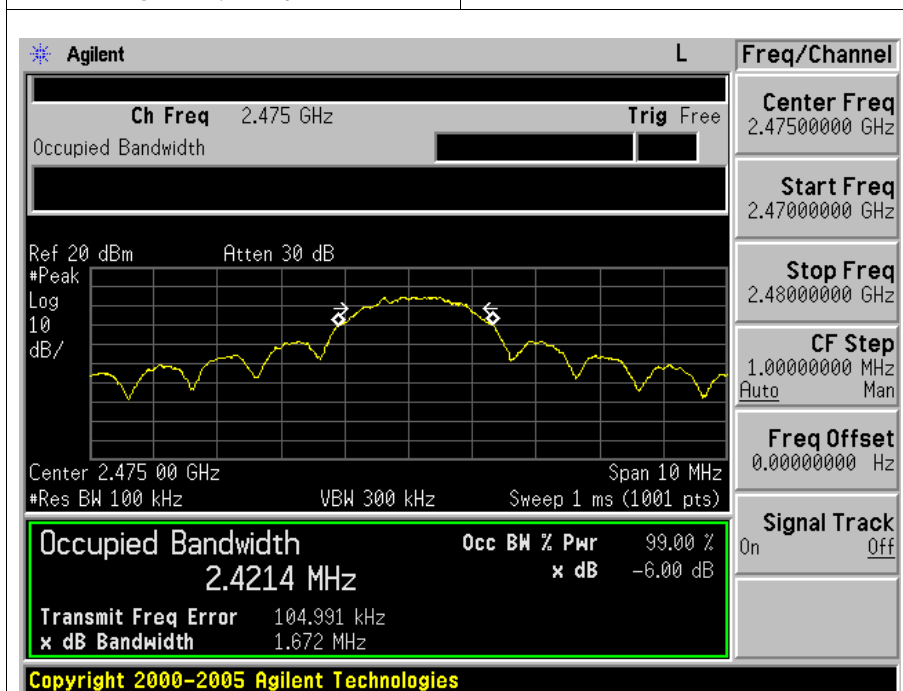 Agilent L Freq/Channel
Ch Freq 2.475 GHz Trig Free
Occupied Bandwidth
Center Freq
2.47500000 GHz
Start Freq
2.47000000 GHz
Stop Freq
2.48000000 GHz
CF Step
1.00000000 MHz
Auto Man
Freq Offset
0.00000000 Hz
Signal Track
On Off
Ref 20 dBm Atten 30 dB
#Peak
Log
10
dB/
Center 2.475 00 GHz Span 10 MHz
#Res BW 100 kHz VBW 300 kHz Sweep 1 ms (1001 pts)
Occupied Bandwidth Occ BW % Pwr 99.00 %
2.4214 MHz x dB -6.00 dB
Transmit Freq Error 104.991 kHz
x dB Bandwidth 1.672 MHz
Copyright 2000-2005 Agilent Technologies